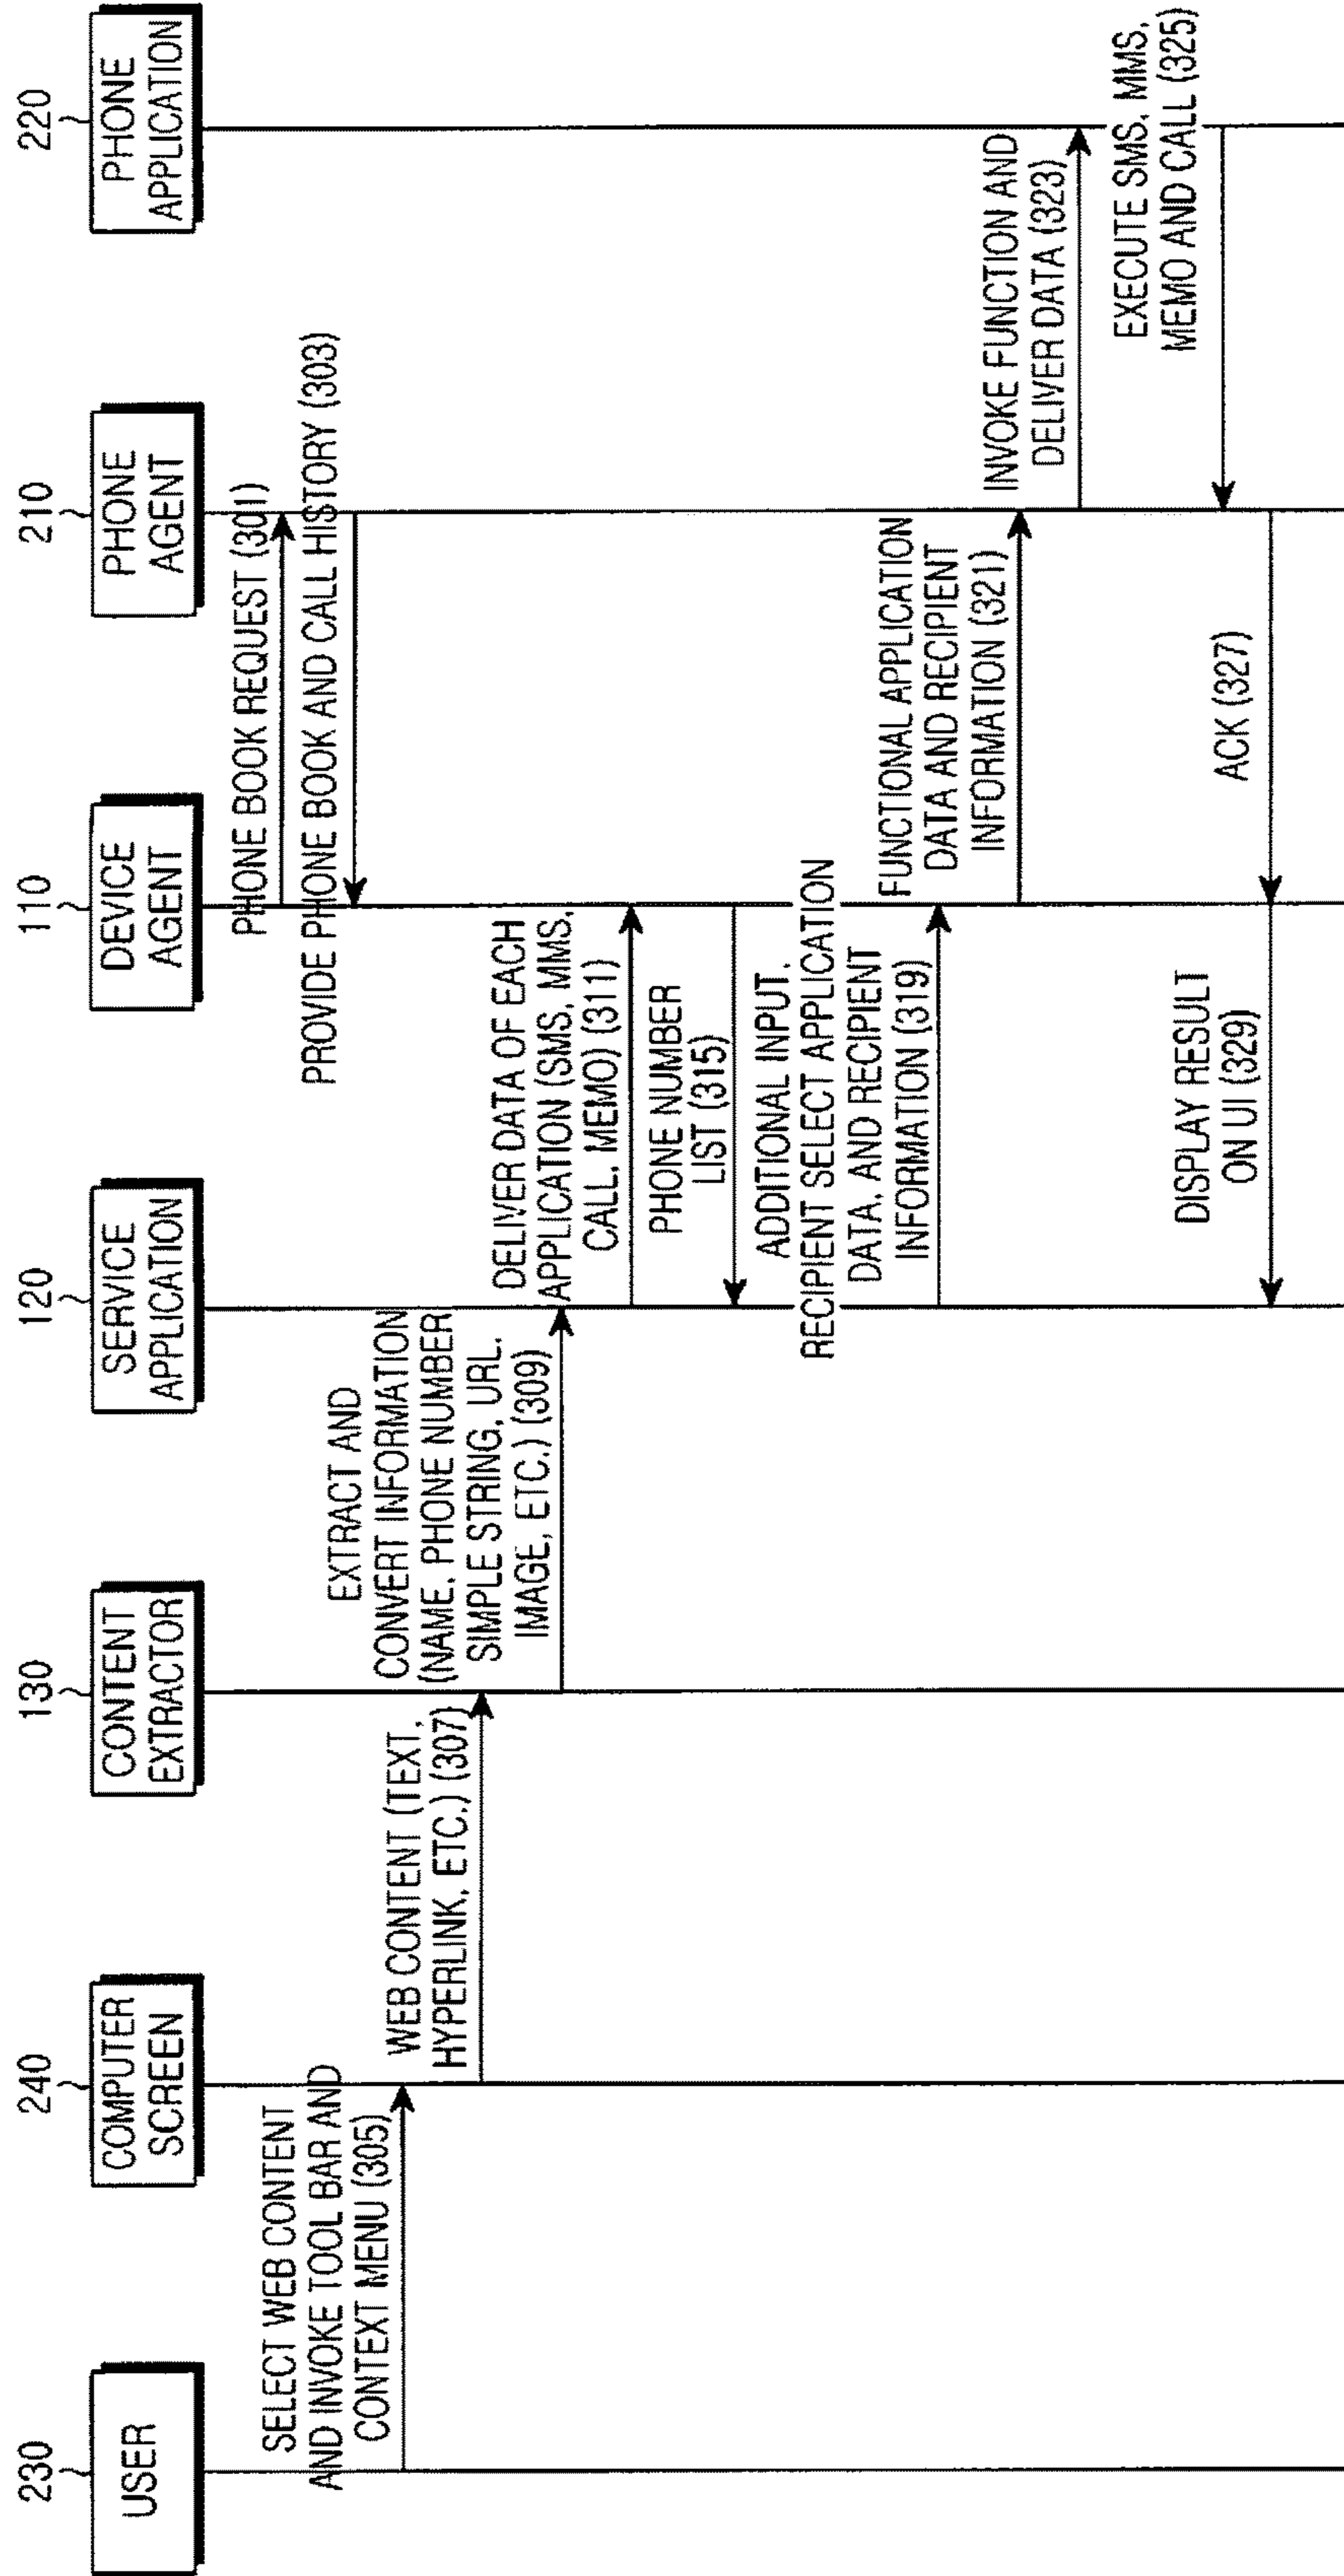 230
USER
240
COMPUTER
SCREEN
130
CONTENT
EXTRACTOR
120
SERVICE
APPLICATION
110
DEVICE
AGENT
210
PHONE
AGENT
220
PHONE
APPLICATION
PHONE BOOK REQUEST (301)
PROVIDE PHONE BOOK AND CALL HISTORY (303)
SELECT WEB CONTENT
AND INVOKE TOOL BAR AND
CONTEXT MENU (305)
WEB CONTENT (TEXT,
HYPERLINK, ETC.) (307)
EXTRACT AND
CONVERT INFORMATION
(NAME, PHONE NUMBER
SIMPLE STRING, URL.
IMAGE, ETC.) (309)
DELIVER DATA OF EACH
APPLICATION (SMS, MMS,
CALL, MEMO) (311)
PHONE NUMBER
LIST (315)
ADDITIONAL INPUT.
RECIPIENT SELECT APPLICATION
DATA, AND RECIPIENT
INFORMATION (319)
FUNCTIONAL APPLICATION
DATA AND RECIPIENT
INFORMATION (321)
INVOKE FUNCTION AND
DELIVER DATA (323)
EXECUTE SMS, MMS,
MEMO AND CALL (325)
ACK (327)
DISPLAY RESULT
ON UI (329)